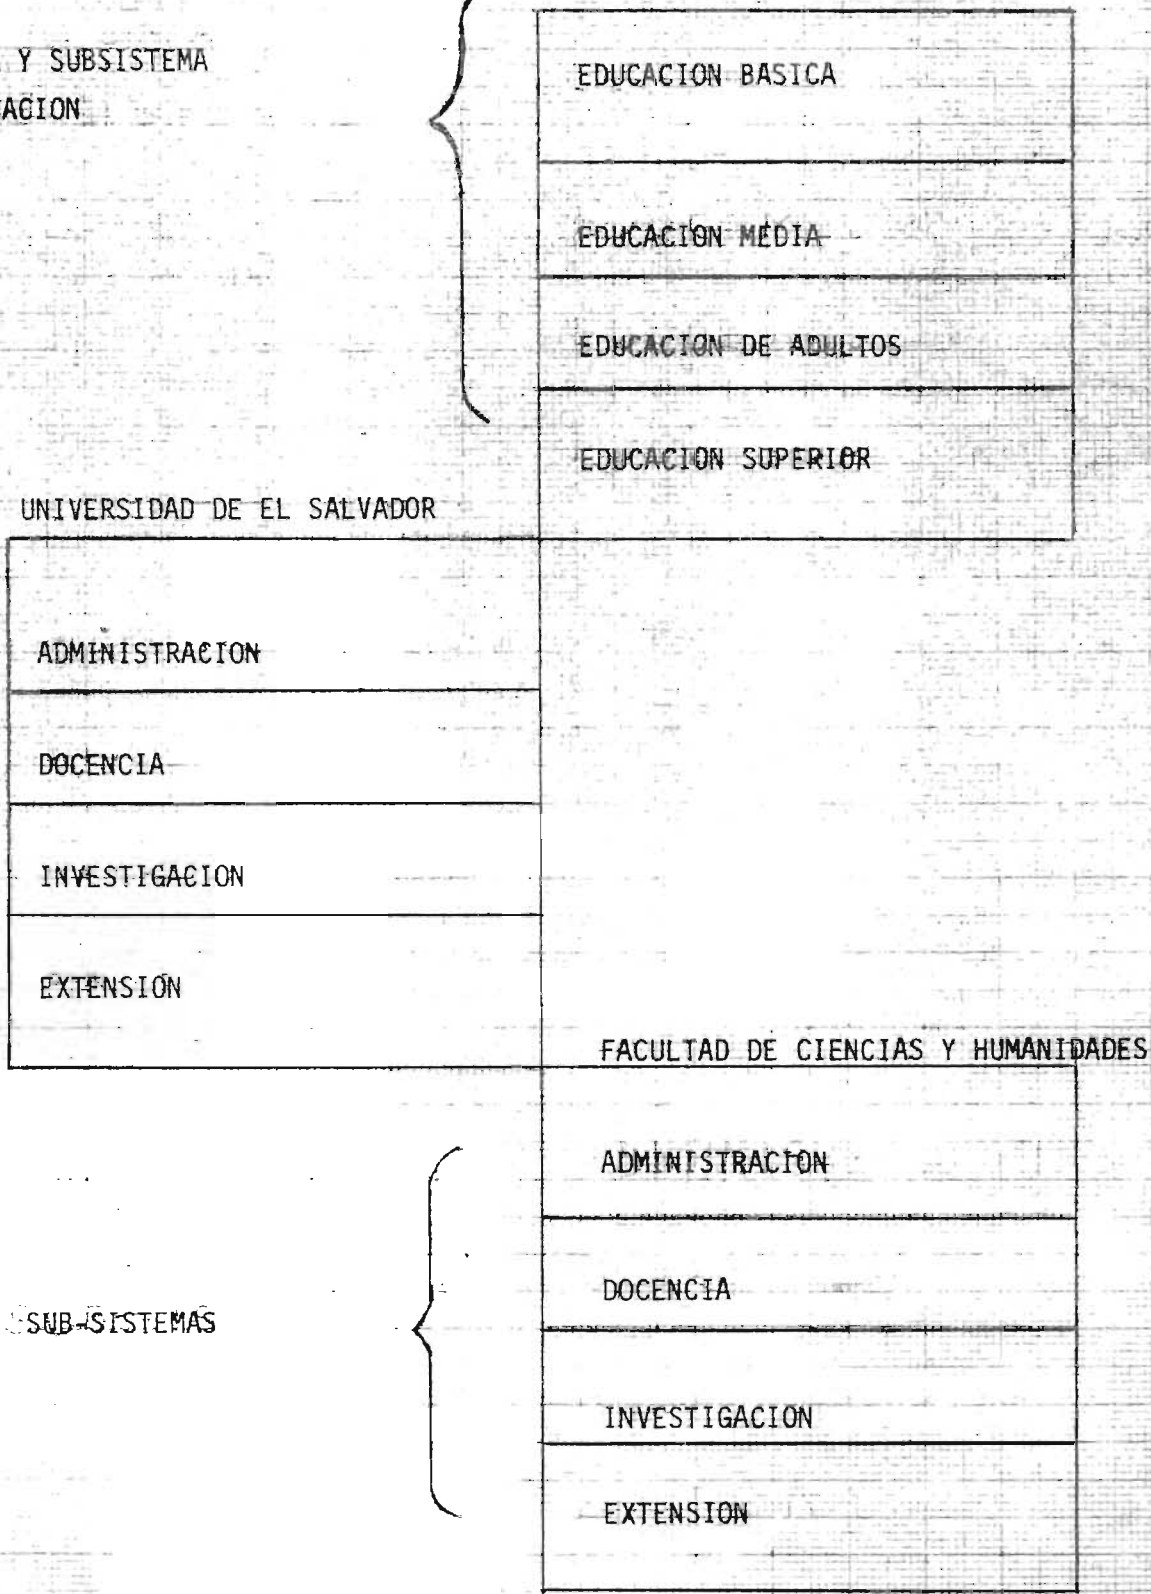 Y SUBSISTEMA
EDUCACION BASICA
EDUCACION MEDIA
EDUCACION DE ADULTOS
EDUCACION SUPERIOR
UNIVERSIDAD DE EL SALVADOR
ADMINISTRACION
DOCENCIA
INVESTIGACION
EXTENSION
FACULTAD DE CIENCIAS Y HUMANIDADES
SUB-SISTEMAS
ADMINISTRACION
DOCENCIA
INVESTIGACION
EXTENSION